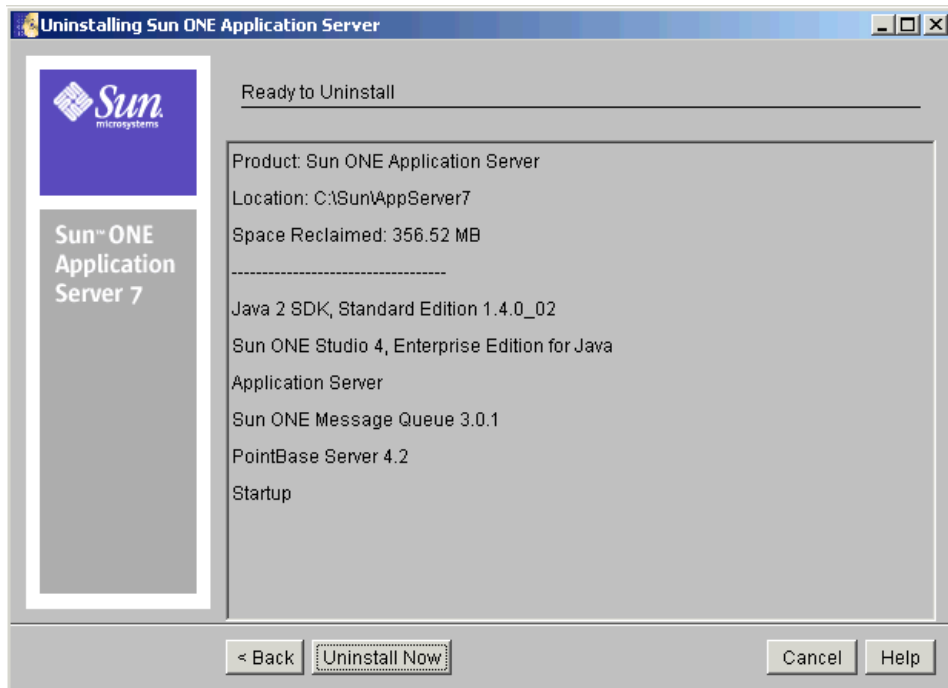 Uninstalling Sun ONE Application Server
Sun
microsystems
Sun™ ONE
Application
Server 7
Ready to Uninstall
Product: Sun ONE Application Server
Location: C:\Sun\AppServer7
Space Reclaimed: 356.52 MB
-----------------------------------
Java 2 SDK, Standard Edition 1.4.0_02
Sun ONE Studio 4, Enterprise Edition for Java
Application Server
Sun ONE Message Queue 3.0.1
PointBase Server 4.2
Startup
< Back
Uninstall Now
Cancel
Help